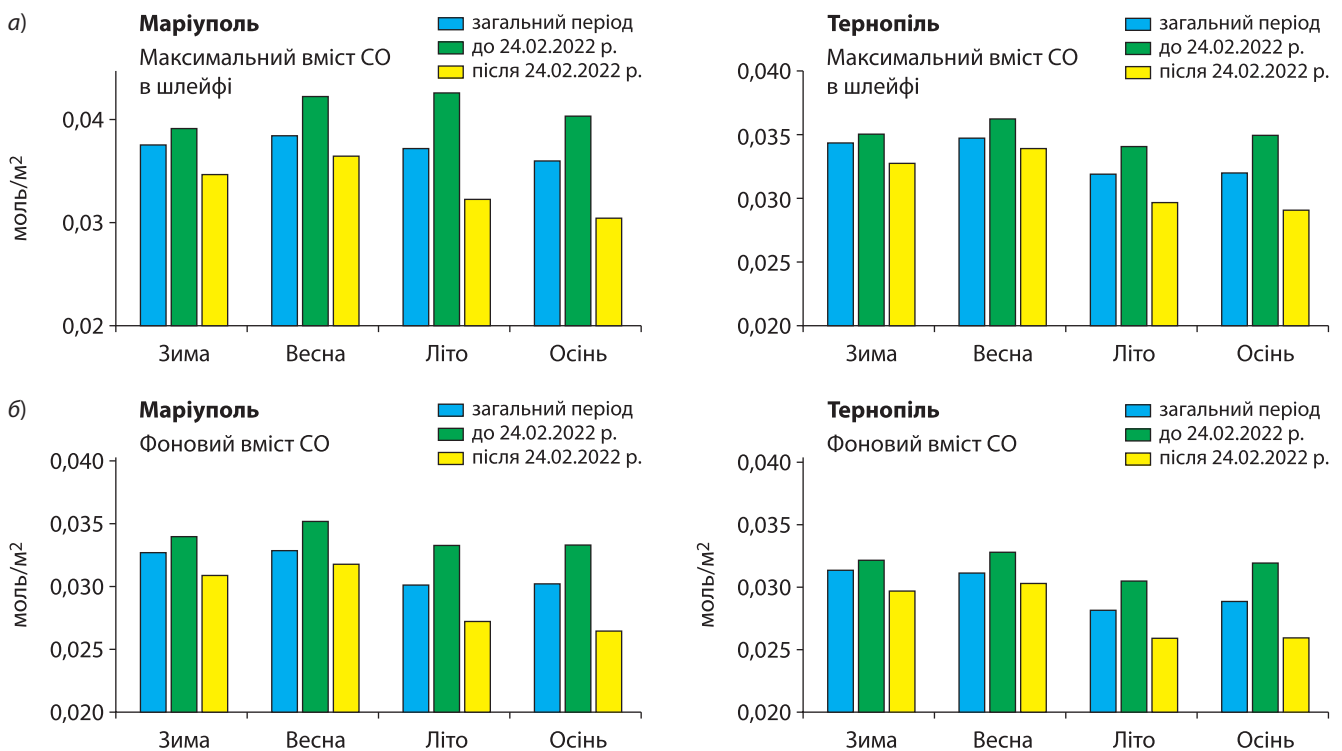 а)
Маріуполь
Максимальний вміст СО
в шлейфі
загальний період
до 24.02.2022 р.
після 24.02.2022 р.
моль/м²
0,04
0,03
0,02
Зима Весна Літо Осінь
Тернопіль
Максимальний вміст СО
в шлейфі
загальний період
до 24.02.2022 р.
після 24.02.2022 р.
0,040
0,035
0,030
0,025
0,020
Зима Весна Літо Осінь
б)
Маріуполь
Фоновий вміст СО
загальний період
до 24.02.2022 р.
після 24.02.2022 р.
моль/м²
0,040
0,035
0,030
0,025
0,020
Зима Весна Літо Осінь
Тернопіль
Фоновий вміст СО
загальний період
до 24.02.2022 р.
після 24.02.2022 р.
моль/м²
0,040
0,035
0,030
0,025
0,020
Зима Весна Літо Осінь